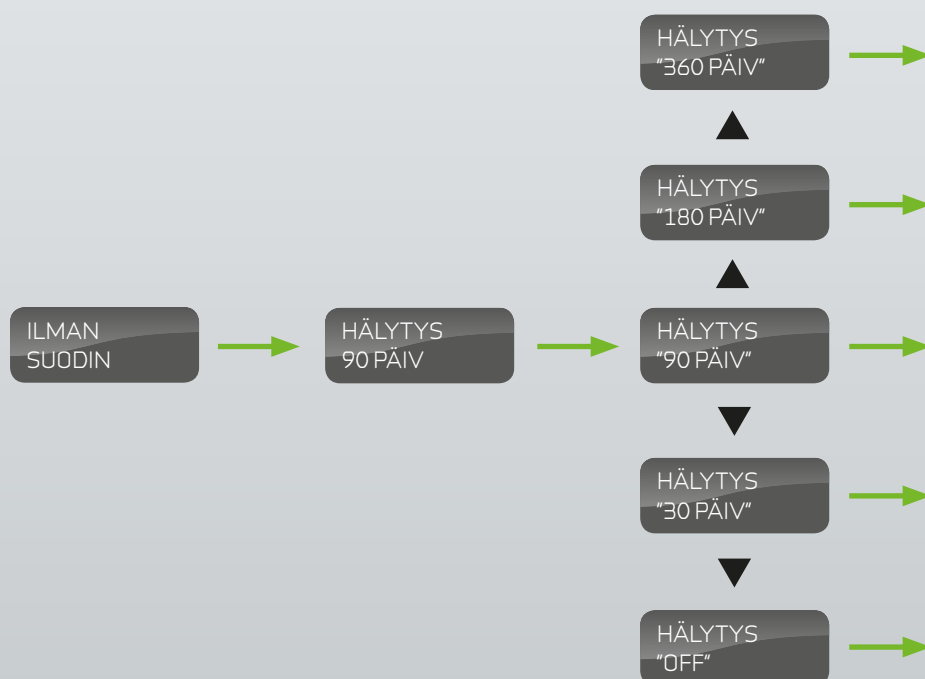 HÄLYTYS
"360 PÄIV"
HÄLYTYS
"180 PÄIV"
ILMAN
SUODIN
HÄLYTYS
90 PÄIV
HÄLYTYS
"90 PÄIV"
HÄLYTYS
"30 PÄIV"
HÄLYTYS
"OFF"